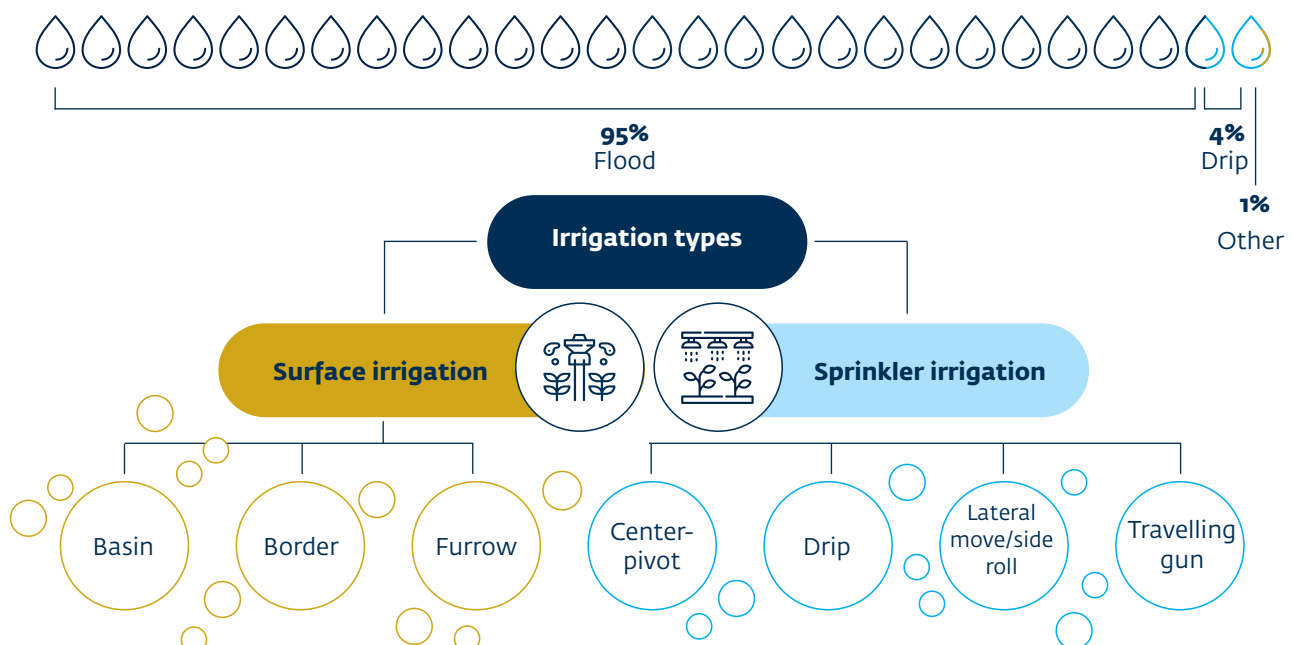 95%
Flood
4%
Drip
1%
Other
Irrigation types
Surface irrigation
Sprinkler irrigation
Basin
Border
Furrow
Center-
pivot
Drip
Lateral
move/side
roll
Travelling
gun